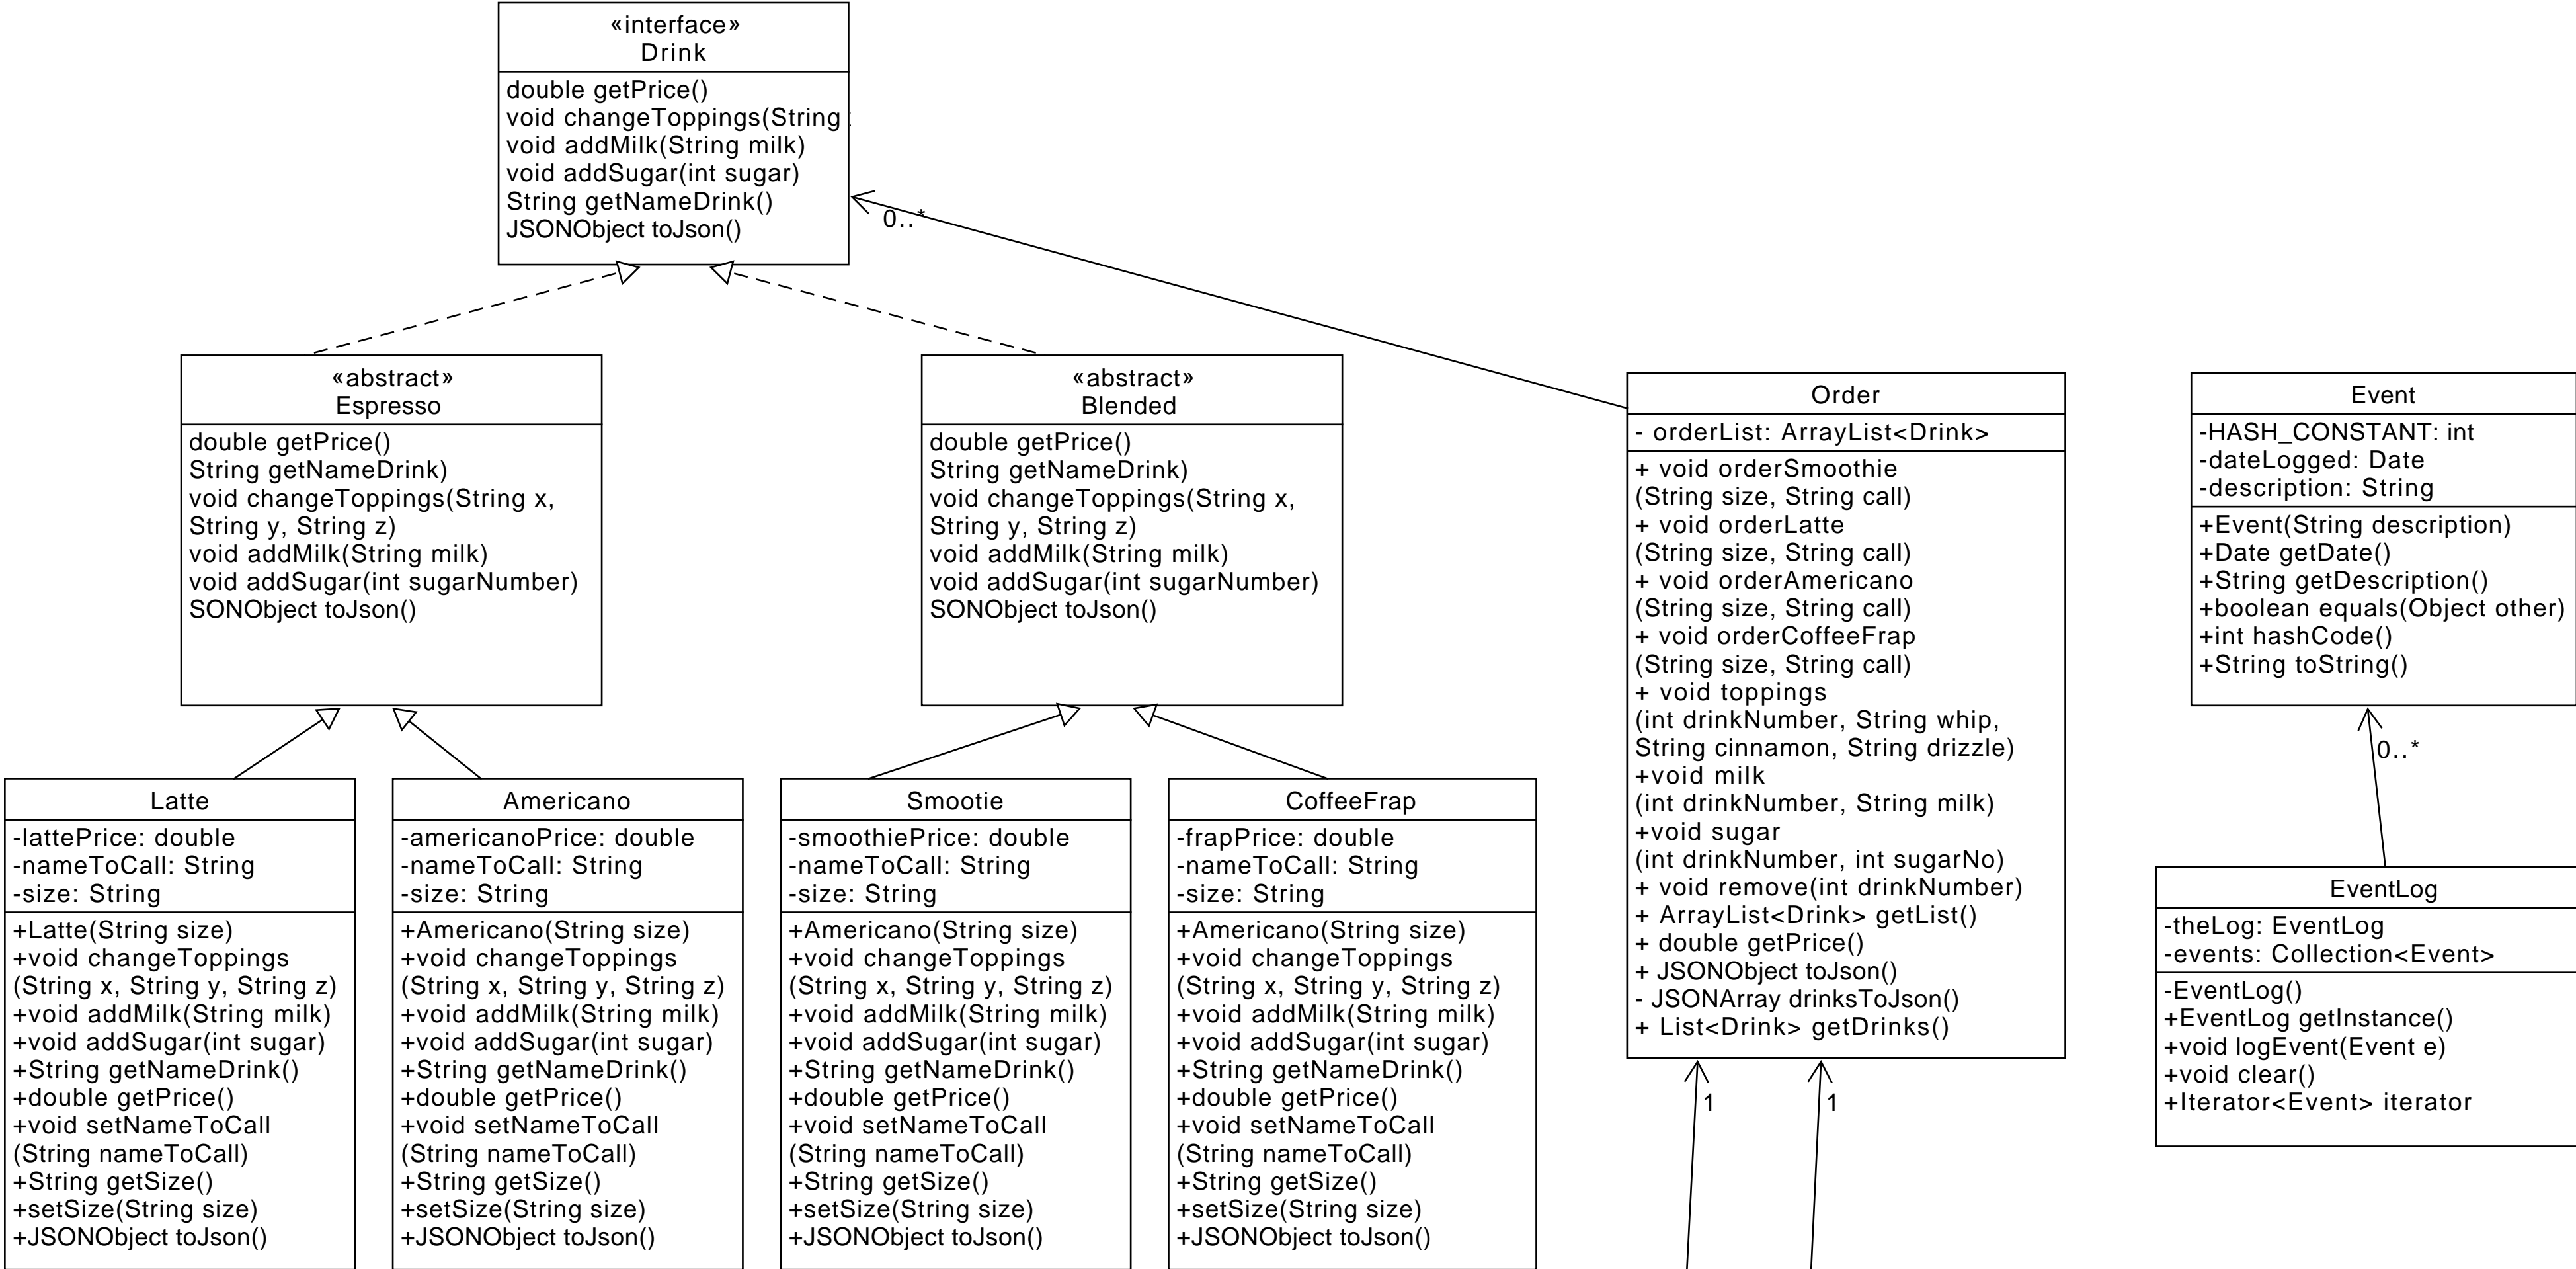 «interface»
Drink
double getPrice()
void changeToppings(String
void addMilk(String milk)
void addSugar(int sugar)
String getNameDrink()
JSONObject toJson()
0..*
«abstract»
Espresso
double getPrice()
String getNameDrink)
void changeToppings(String x,
String y, String z)
void addMilk(String milk)
void addSugar(int sugarNumber)
SONObject toJson()
«abstract»
Blended
double getPrice()
String getNameDrink)
void changeToppings(String x,
String y, String z)
void addMilk(String milk)
void addSugar(int sugarNumber)
SONObject toJson()
Order
- orderList: ArrayList<Drink>
+ void orderSmoothie
(String size, String call)
+ void orderLatte
(String size, String call)
+ void orderAmericano
(String size, String call)
+ void orderCoffeeFrap
(String size, String call)
+ void toppings
(int drinkNumber, String whip,
String cinnamon, String drizzle)
+void milk
(int drinkNumber, String milk)
+void sugar
(int drinkNumber, int sugarNo)
+ void remove(int drinkNumber)
+ ArrayList<Drink> getList()
+ double getPrice()
+ JSONObject toJson()
- JSONArray drinksToJson()
+ List<Drink> getDrinks()
1
1
Event
-HASH_CONSTANT: int
-dateLogged: Date
-description: String
+Event(String description)
+Date getDate()
+String getDescription()
+boolean equals(Object other)
+int hashCode()
+String toString()
0..*
EventLog
-theLog: EventLog
-events: Collection<Event>
-EventLog()
+EventLog getInstance()
+void logEvent(Event e)
+void clear()
+Iterator<Event> iterator
Latte
-lattePrice: double
-nameToCall: String
-size: String
+Latte(String size)
+void changeToppings
(String x, String y, String z)
+void addMilk(String milk)
+void addSugar(int sugar)
+String getNameDrink()
+double getPrice()
+void setNameToCall
(String nameToCall)
+String getSize()
+setSize(String size)
+JSONObject toJson()
Americano
-americanoPrice: double
-nameToCall: String
-size: String
+Americano(String size)
+void changeToppings
(String x, String y, String z)
+void addMilk(String milk)
+void addSugar(int sugar)
+String getNameDrink()
+double getPrice()
+void setNameToCall
(String nameToCall)
+String getSize()
+setSize(String size)
+JSONObject toJson()
Smootie
-smoothiePrice: double
-nameToCall: String
-size: String
+Americano(String size)
+void changeToppings
(String x, String y, String z)
+void addMilk(String milk)
+void addSugar(int sugar)
+String getNameDrink()
+double getPrice()
+void setNameToCall
(String nameToCall)
+String getSize()
+setSize(String size)
+JSONObject toJson()
CoffeeFrap
-frapPrice: double
-nameToCall: String
-size: String
+Americano(String size)
+void changeToppings
(String x, String y, String z)
+void addMilk(String milk)
+void addSugar(int sugar)
+String getNameDrink()
+double getPrice()
+void setNameToCall
(String nameToCall)
+String getSize()
+setSize(String size)
+JSONObject toJson()